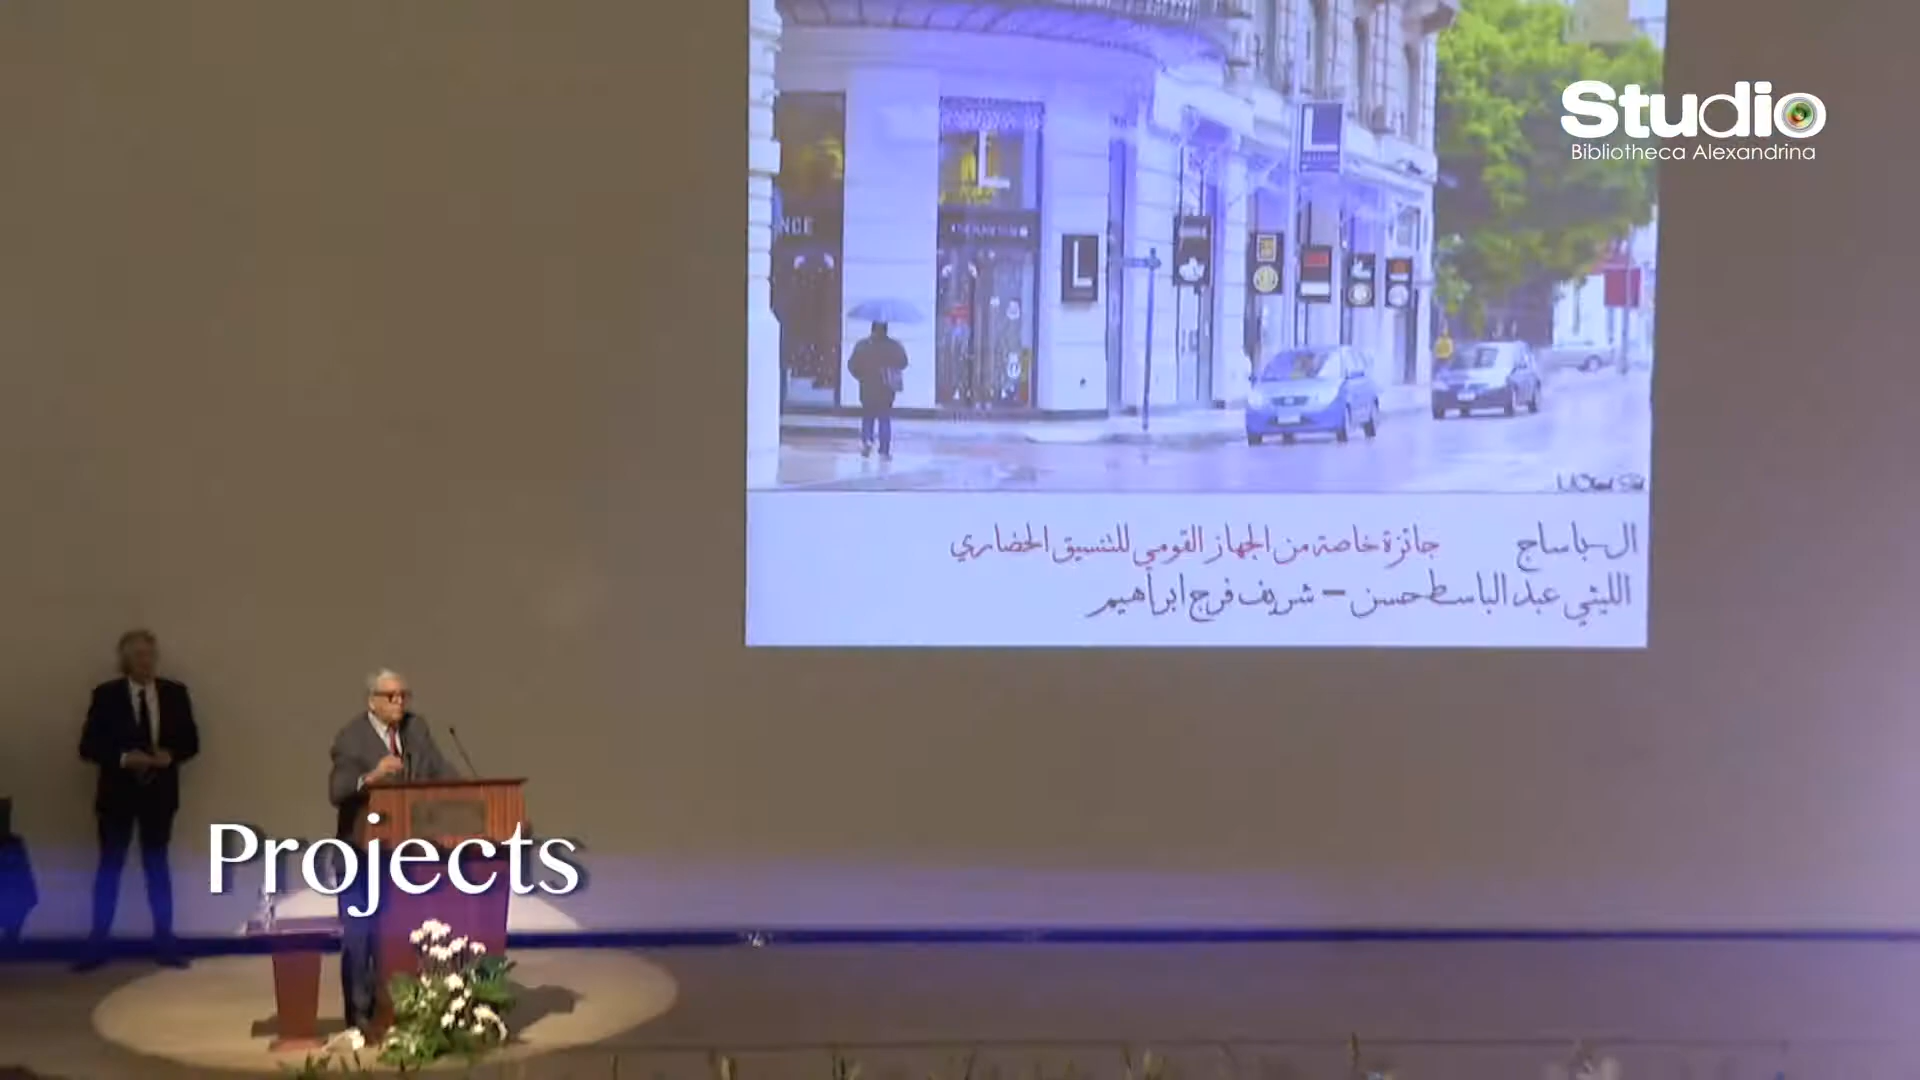 Studio
Bibliotheca Alexandrina
NCE
L
L
L
ال-باساج جائزة خاصة من الجهاز القومي للتنسيق الحضاري
الليثي عبد الباسط حسن – شريف فرج ابراهيم
Projects